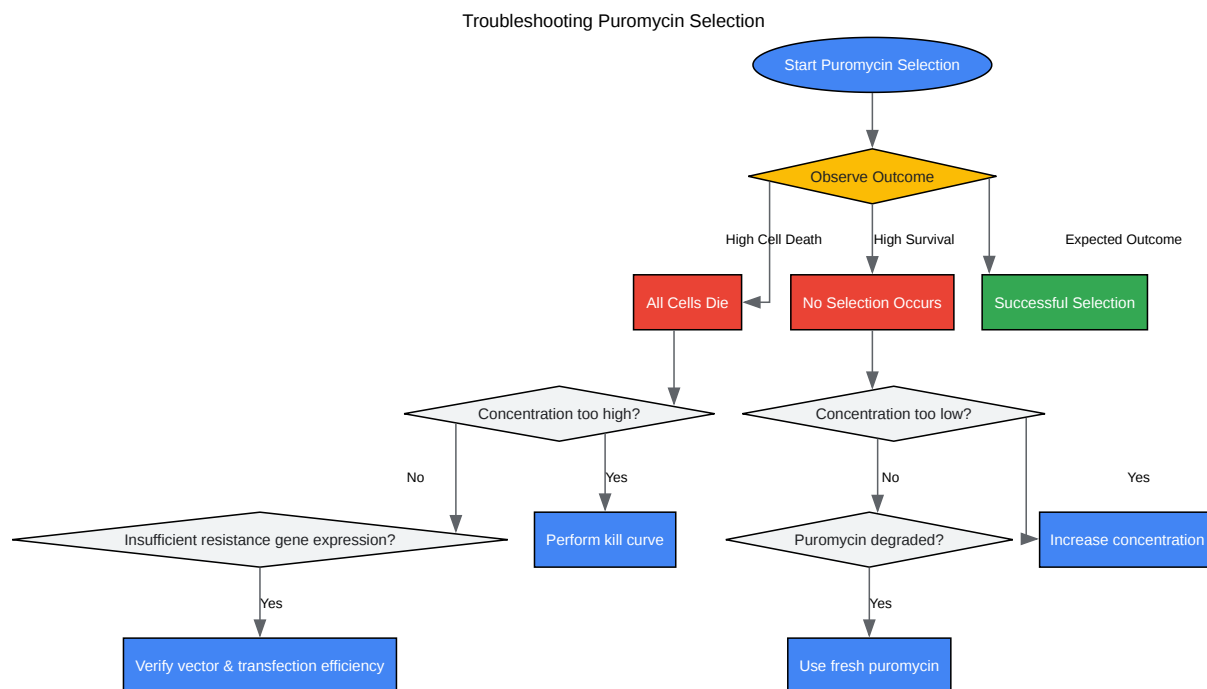 Troubleshooting Puromycin Selection
Start Puromycin Selection
Observe Outcome
High Cell Death
High Survival
Expected Outcome
All Cells Die
No Selection Occurs
Successful Selection
Concentration too high?
Concentration too low?
No
Yes
No
Yes
Insufficient resistance gene expression?
Perform kill curve
Puromycin degraded?
Increase concentration
Yes
Yes
Verify vector & transfection efficiency
Use fresh puromycin